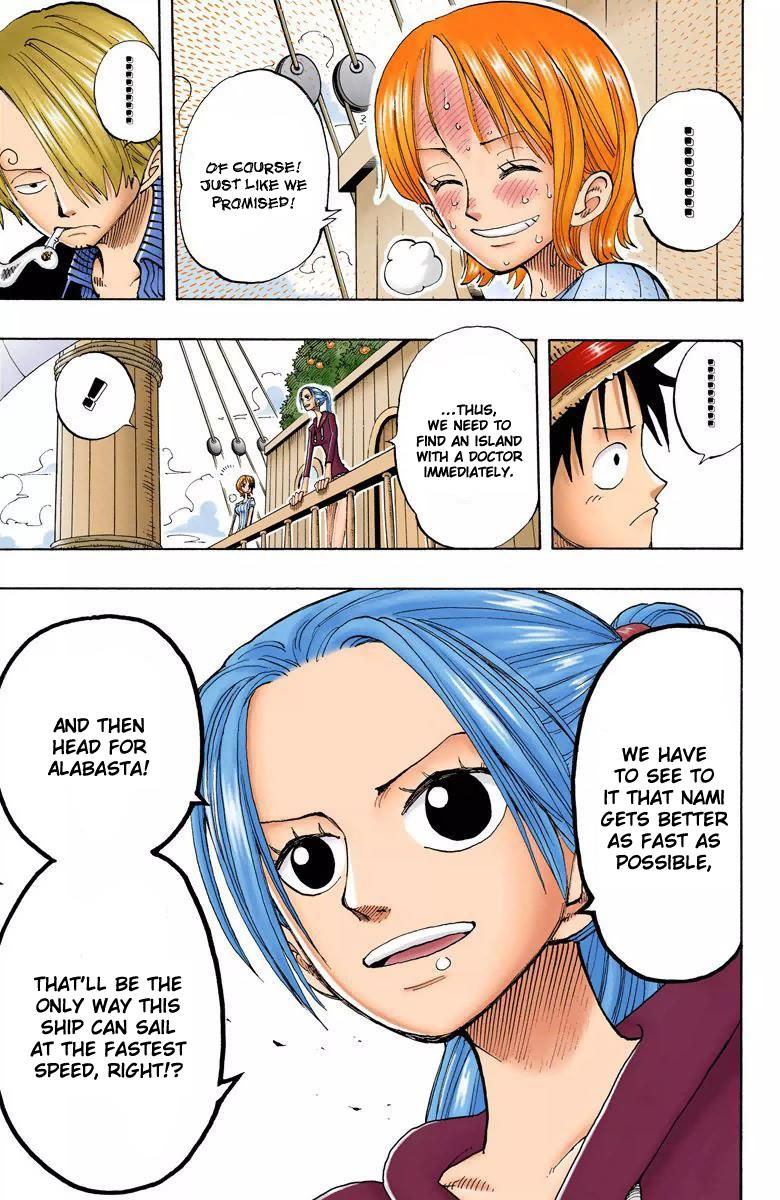 ………
OF COURSE!
JUST LIKE WE
PROMISED!
………
………
...THUS,
WE NEED TO
FIND AN ISLAND
WITH A DOCTOR
IMMEDIATELY.
!
WE HAVE
TO SEE TO
IT THAT NAMI
GETS BETTER
AS FAST AS
POSSIBLE,
AND THEN
HEAD FOR
ALABASTA!
THAT'LL BE THE
ONLY WAY THIS
SHIP CAN SAIL
AT THE FASTEST
SPEED, RIGHT!?